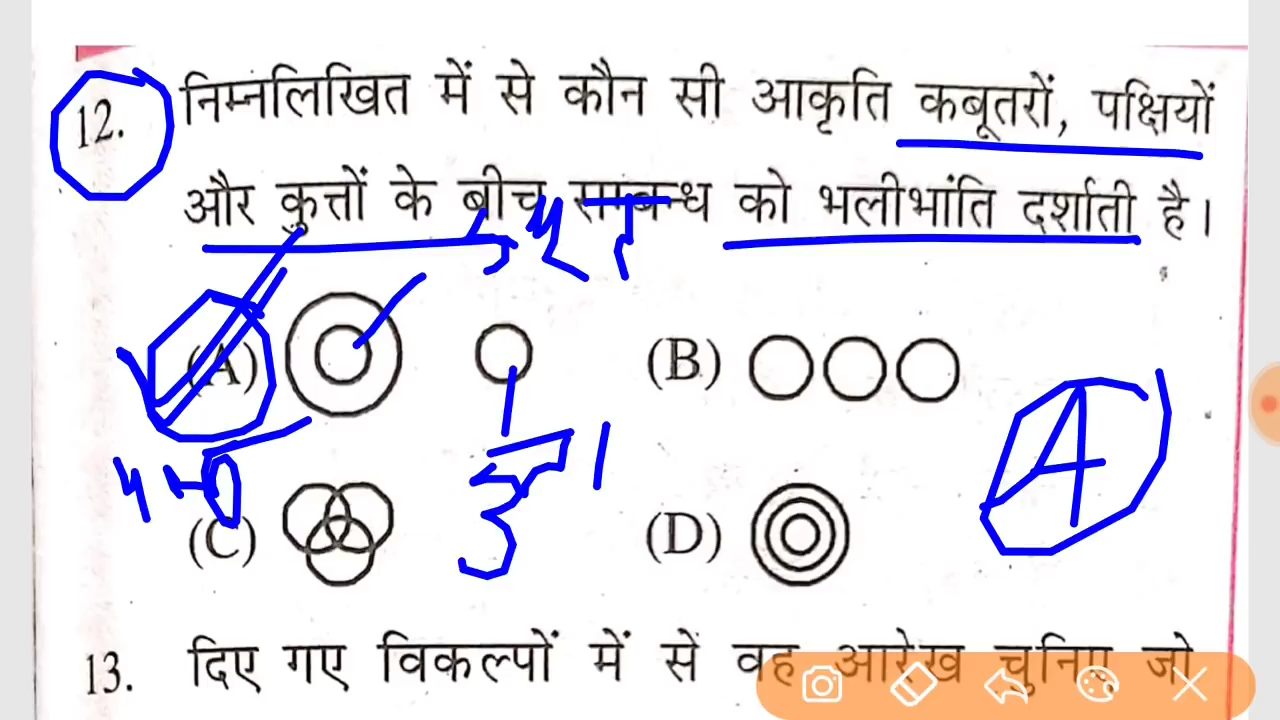 12. निम्नलिखित में से कौन सी आकृति कबूतरों, पक्षियों
और कुत्तों के बीच सम्बन्ध को भलीभांति दर्शाती है।
(A) (B)
A
(C) (D)
13. दिए गए विकल्पों में से वह आरेख चुनिए जो